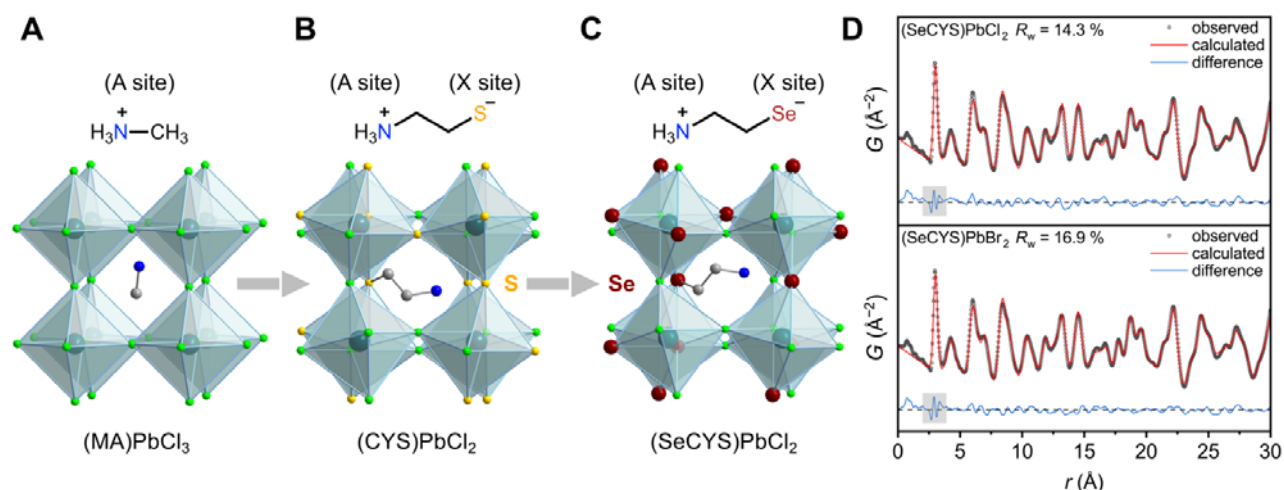 A
(A site)
+
H₃N—CH₃
(MA)PbCl₃
B
(A site) (X site)
+ −
H₃N S
S
(CYS)PbCl₂
C
(A site) (X site)
+ −
H₃N Se
Se
(SeCYS)PbCl₂
D
(SeCYS)PbCl₂ Rw = 14.3 %
observed
calculated
difference
G (Å⁻²)
(SeCYS)PbBr₂ Rw = 16.9 %
observed
calculated
difference
G (Å⁻²)
0 5 10 15 20 25 30
r (Å)